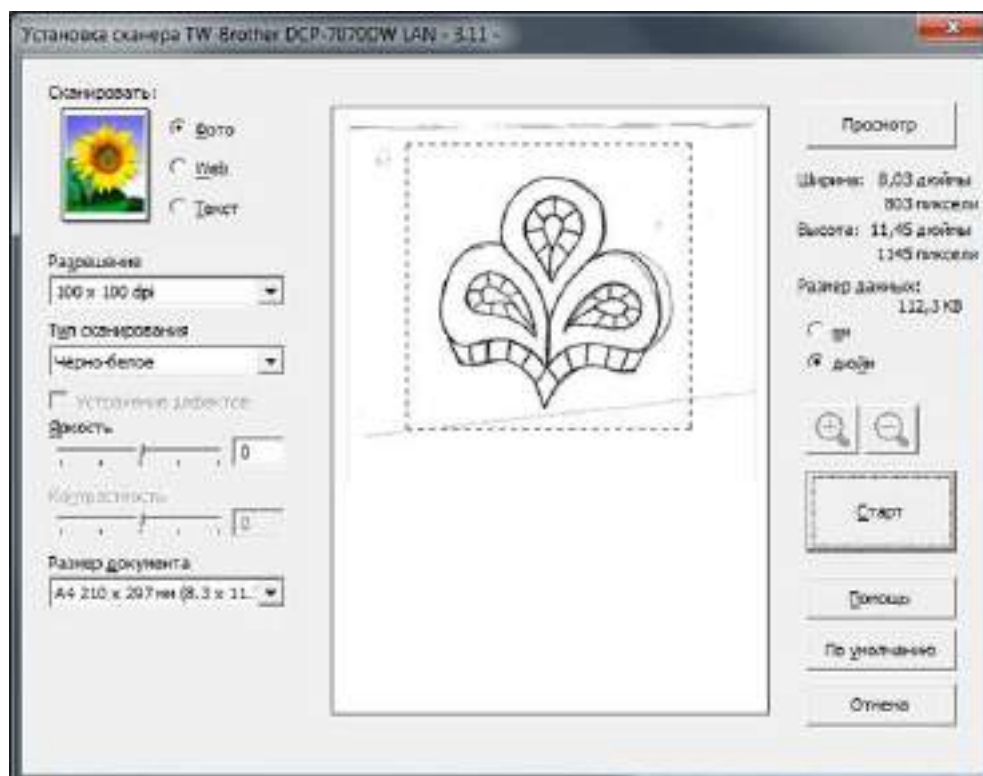 Установка сканера TW-Brother DCP-7070DW LAN - 3.11 -
Сканировать:
Фото
Web
Текст
Разрешение
100 x 100 dpi
Тип сканирования
Черно-белое
Устранение дефектов
Яркость
0
Контрастность
0
Размер документа
A4 210 x 297 мм (8.3 x 11.
Просмотр
Ширина: 8,03 дюймы
803 пиксели
Высота: 11,45 дюймы
1145 пиксели
Размер данных:
112,3 KB
мм
дюйм
Старт
Помощь
По умолчанию
Отмена